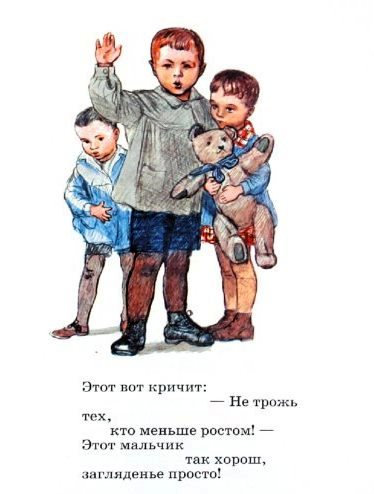 Этот вот кричит:
— Не трожь
тех,
кто меньше ростом! —
Этот мальчик
так хорош,
загляденье просто!